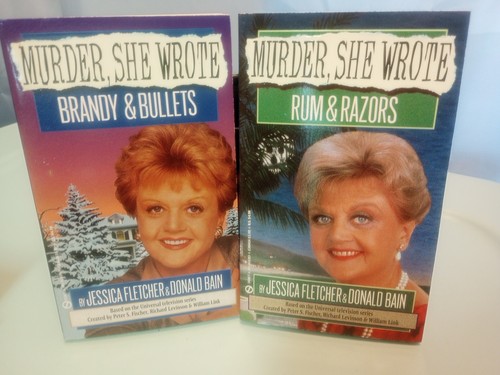 MURDER, SHE WROTE
BRANDY & BULLETS
BY JESSICA FLETCHER & DONALD BAIN
Based on the Universal television series
Created by Peter S. Fischer, Richard Levinson & William Link
MURDER, SHE WROTE
RUM & RAZORS
BY JESSICA FLETCHER & DONALD BAIN
Based on the Universal television series
Created by Peter S. Fischer, Richard Levinson & William Link